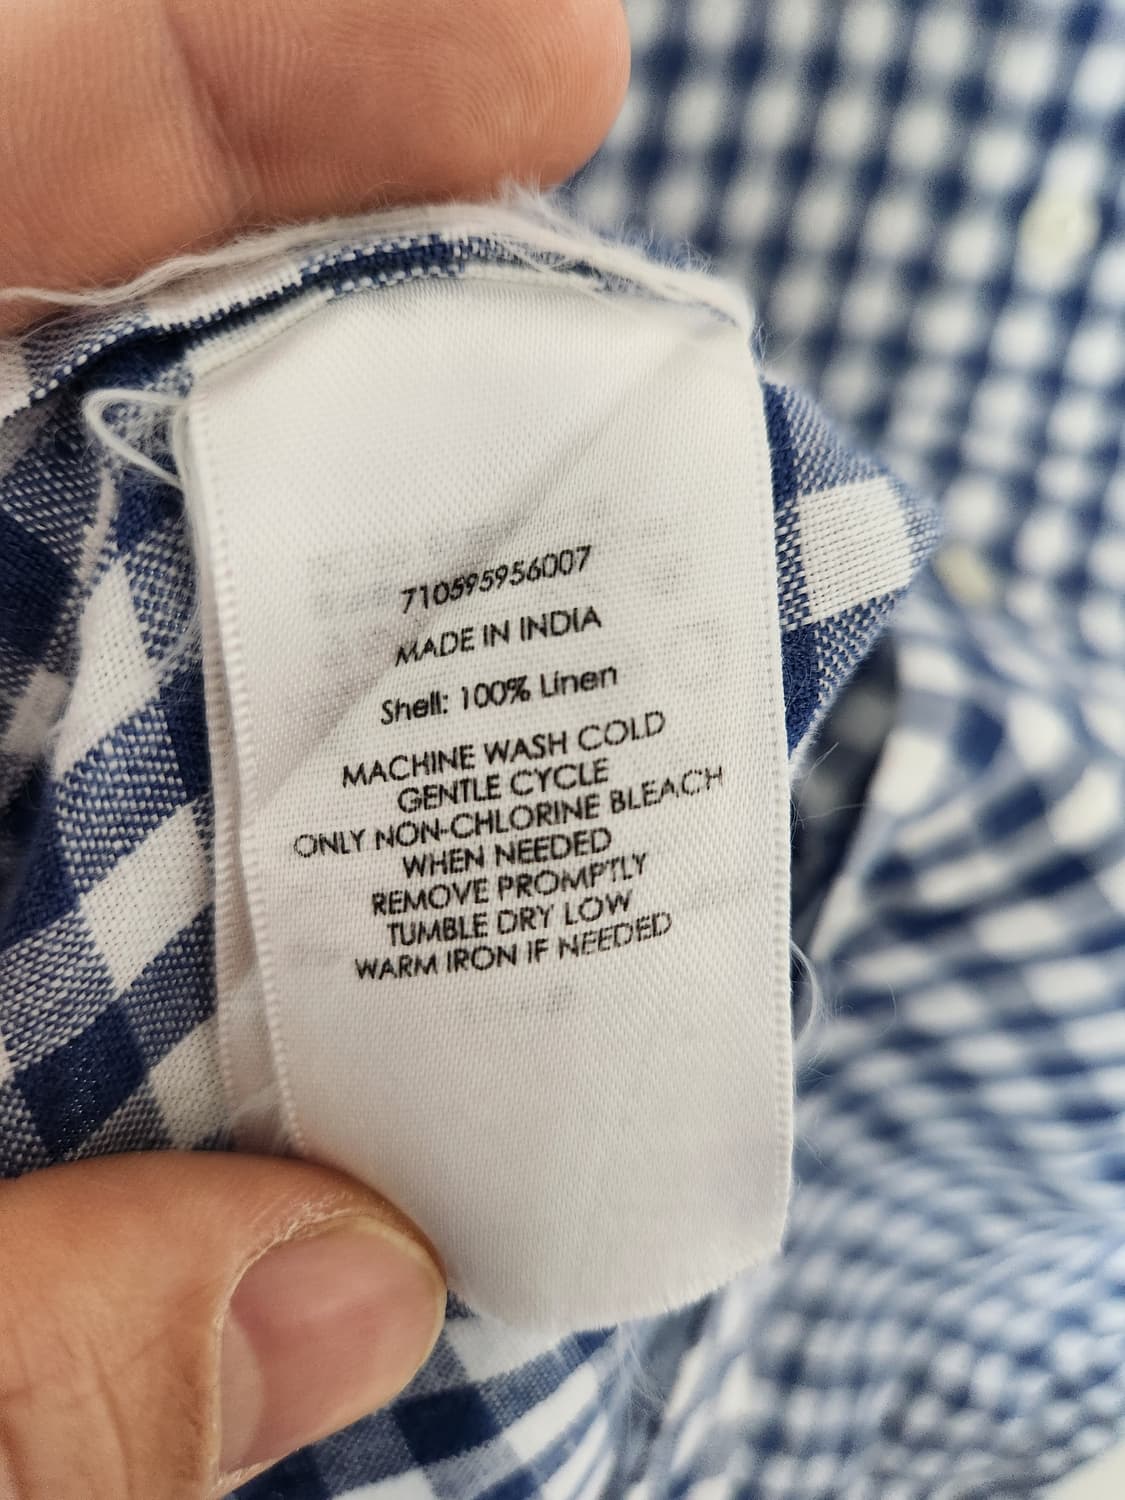 710595956007
MADE IN INDIA
Shell: 100% Linen
MACHINE WASH COLD
GENTLE CYCLE
ONLY NON-CHLORINE BLEACH
WHEN NEEDED
REMOVE PROMPTLY
TUMBLE DRY LOW
WARM IRON IF NEEDED